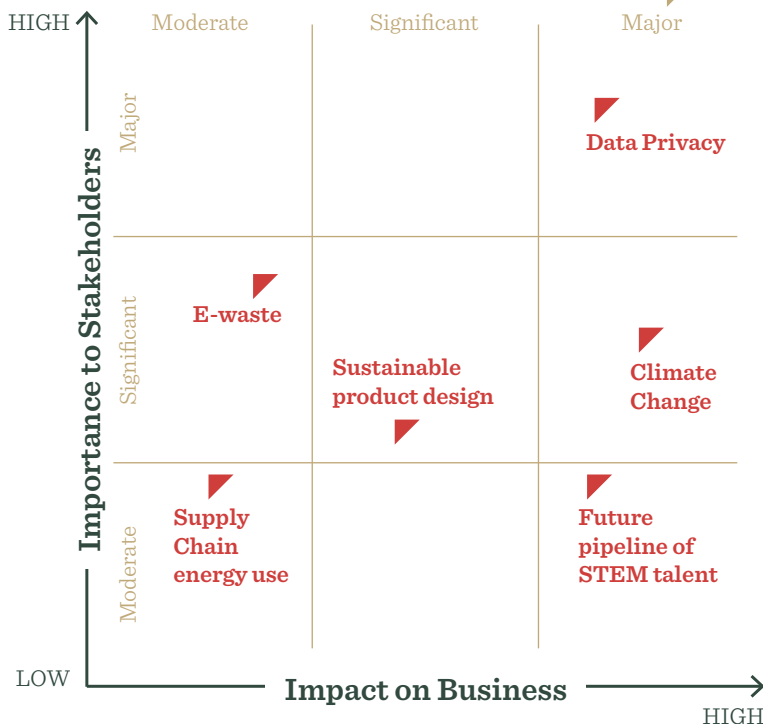 HIGH
Moderate
Significant
Major
Major
Data Privacy
Importance to Stakeholders
Significant
E-waste
Sustainable
product design
Climate
Change
Moderate
Supply
Chain
energy use
Future
pipeline of
STEM talent
LOW
Impact on Business
HIGH